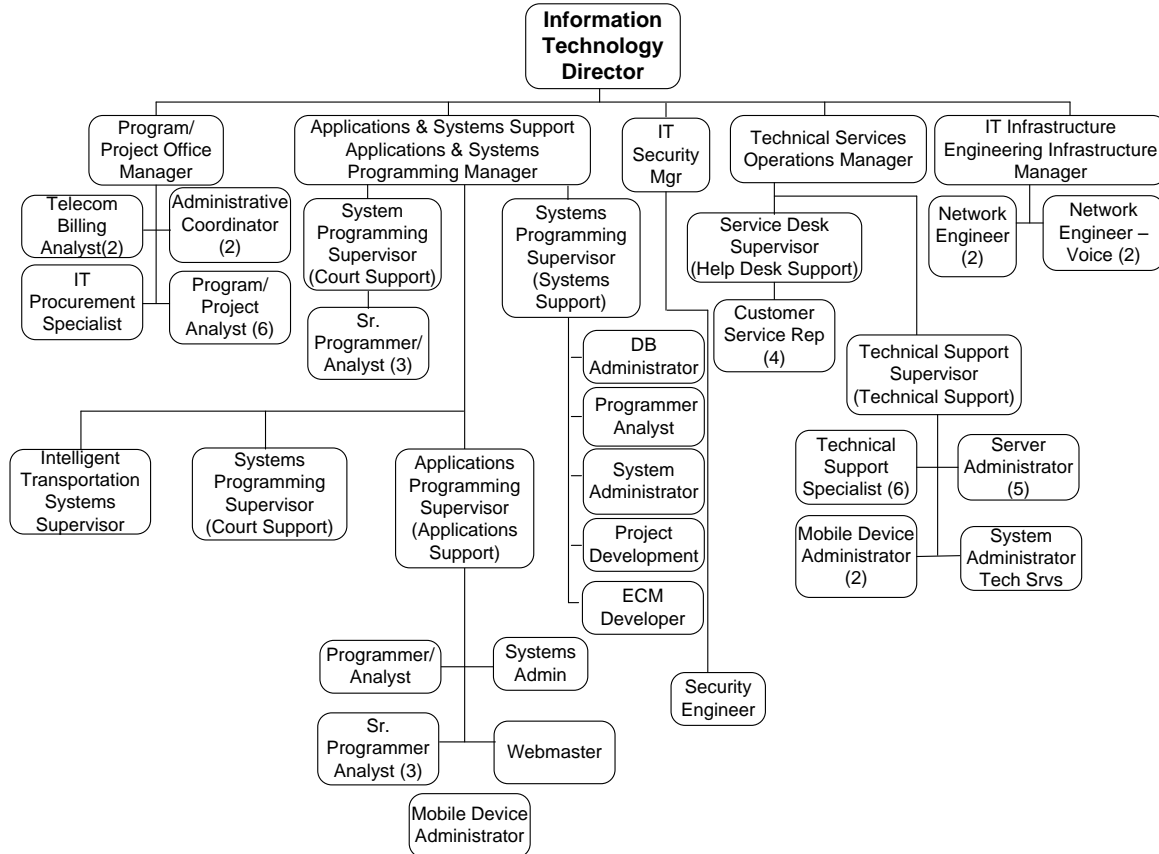 Information
Technology
Director
Program/
Project Office
Manager
Applications & Systems Support
Applications & Systems
Programming Manager
IT
Security
Mgr
Technical Services
Operations Manager
IT Infrastructure
Engineering Infrastructure
Manager
Telecom
Billing
Analyst(2)
Administrative
Coordinator
(2)
IT
Procurement
Specialist
Program/
Project
Analyst (6)
System
Programming
Supervisor
(Court Support)
Sr.
Programmer/
Analyst (3)
Systems
Programming
Supervisor
(Systems
Support)
Service Desk
Supervisor
(Help Desk Support)
Customer
Service Rep
(4)
Network
Engineer
(2)
Network
Engineer –
Voice (2)
DB
Administrator
Programmer
Analyst
System
Administrator
Project
Development
ECM
Developer
Technical Support
Supervisor
(Technical Support)
Technical
Support
Specialist (6)
Server
Administrator
(5)
Mobile Device
Administrator
(2)
System
Administrator
Tech Srvs
Intelligent
Transportation
Systems
Supervisor
Systems
Programming
Supervisor
(Court Support)
Applications
Programming
Supervisor
(Applications
Support)
Programmer/
Analyst
Systems
Admin
Security
Engineer
Sr.
Programmer
Analyst (3)
Webmaster
Mobile Device
Administrator